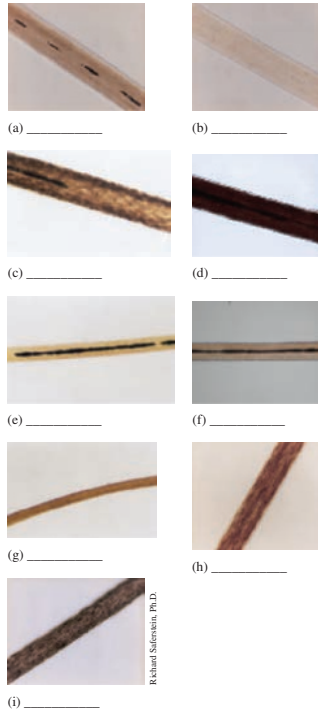 (a) ___________
(b) ___________
(c) ___________
(d) ___________
(e) ___________
(f) ___________
(g) ___________
(h) ___________
Richard Saferstein, Ph.D.
(i) ___________